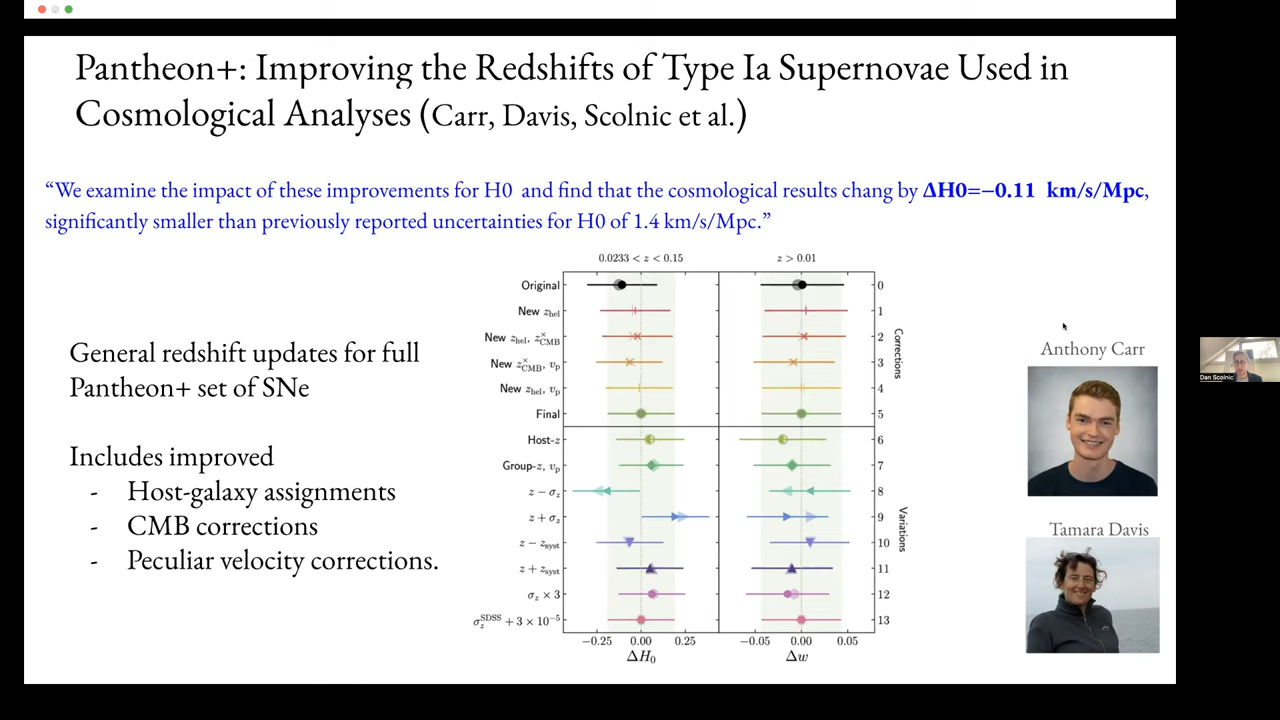 Pantheon+: Improving the Redshifts of Type Ia Supernovae Used in
Cosmological Analyses (Carr, Davis, Scolnic et al.)
“We examine the impact of these improvements for H0 and find that the cosmological results chang by ΔH0=−0.11 km/s/Mpc,
significantly smaller than previously reported uncertainties for H0 of 1.4 km/s/Mpc.”
General redshift updates for full
Pantheon+ set of SNe
Includes improved
- Host-galaxy assignments
- CMB corrections
- Peculiar velocity corrections.
0.0233 < z < 0.15
z > 0.01
Original 0
New z_hel 1
New z_hel, z^×_CMB 2
New z^×_CMB, v_p 3
New z_hel, v_p 4
Final 5
Host-z 6
Group-z, v_p 7
z − σ_z 8
z + σ_z 9
z − z_syst 10
z + z_syst 11
σ_z × 3 12
σ_z^SDSS + 3 × 10^−5 13
Corrections
Variations
−0.25 0.00 0.25
−0.05 0.00 0.05
ΔH_0
Δw
Anthony Carr
Tamara Davis
Dan Scolnic